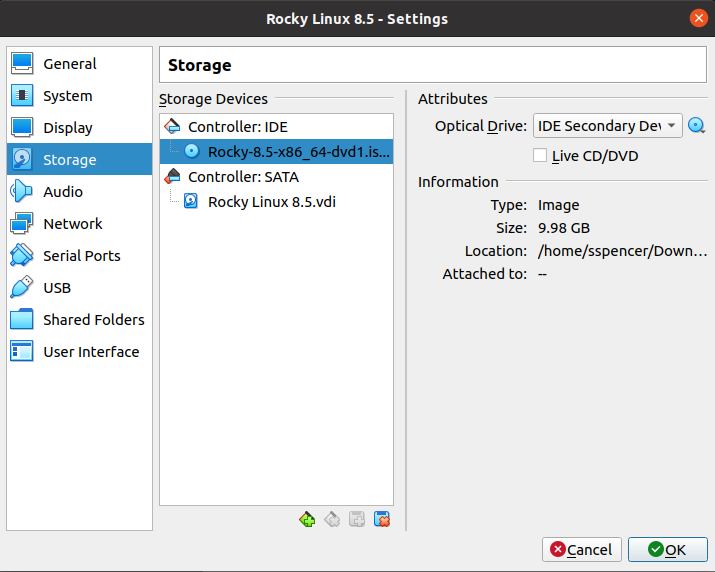 Rocky Linux 8.5 - Settings
General
System
Display
Storage
Audio
Network
Serial Ports
USB
Shared Folders
User Interface
Storage
Storage Devices
Controller: IDE
Rocky-8.5-x86_64-dvd1.is...
Controller: SATA
Rocky Linux 8.5.vdi
Attributes
Optical Drive: IDE Secondary Dev
Live CD/DVD
Information
Type: Image
Size: 9.98 GB
Location: /home/sspencer/Down...
Attached to: --
Cancel OK